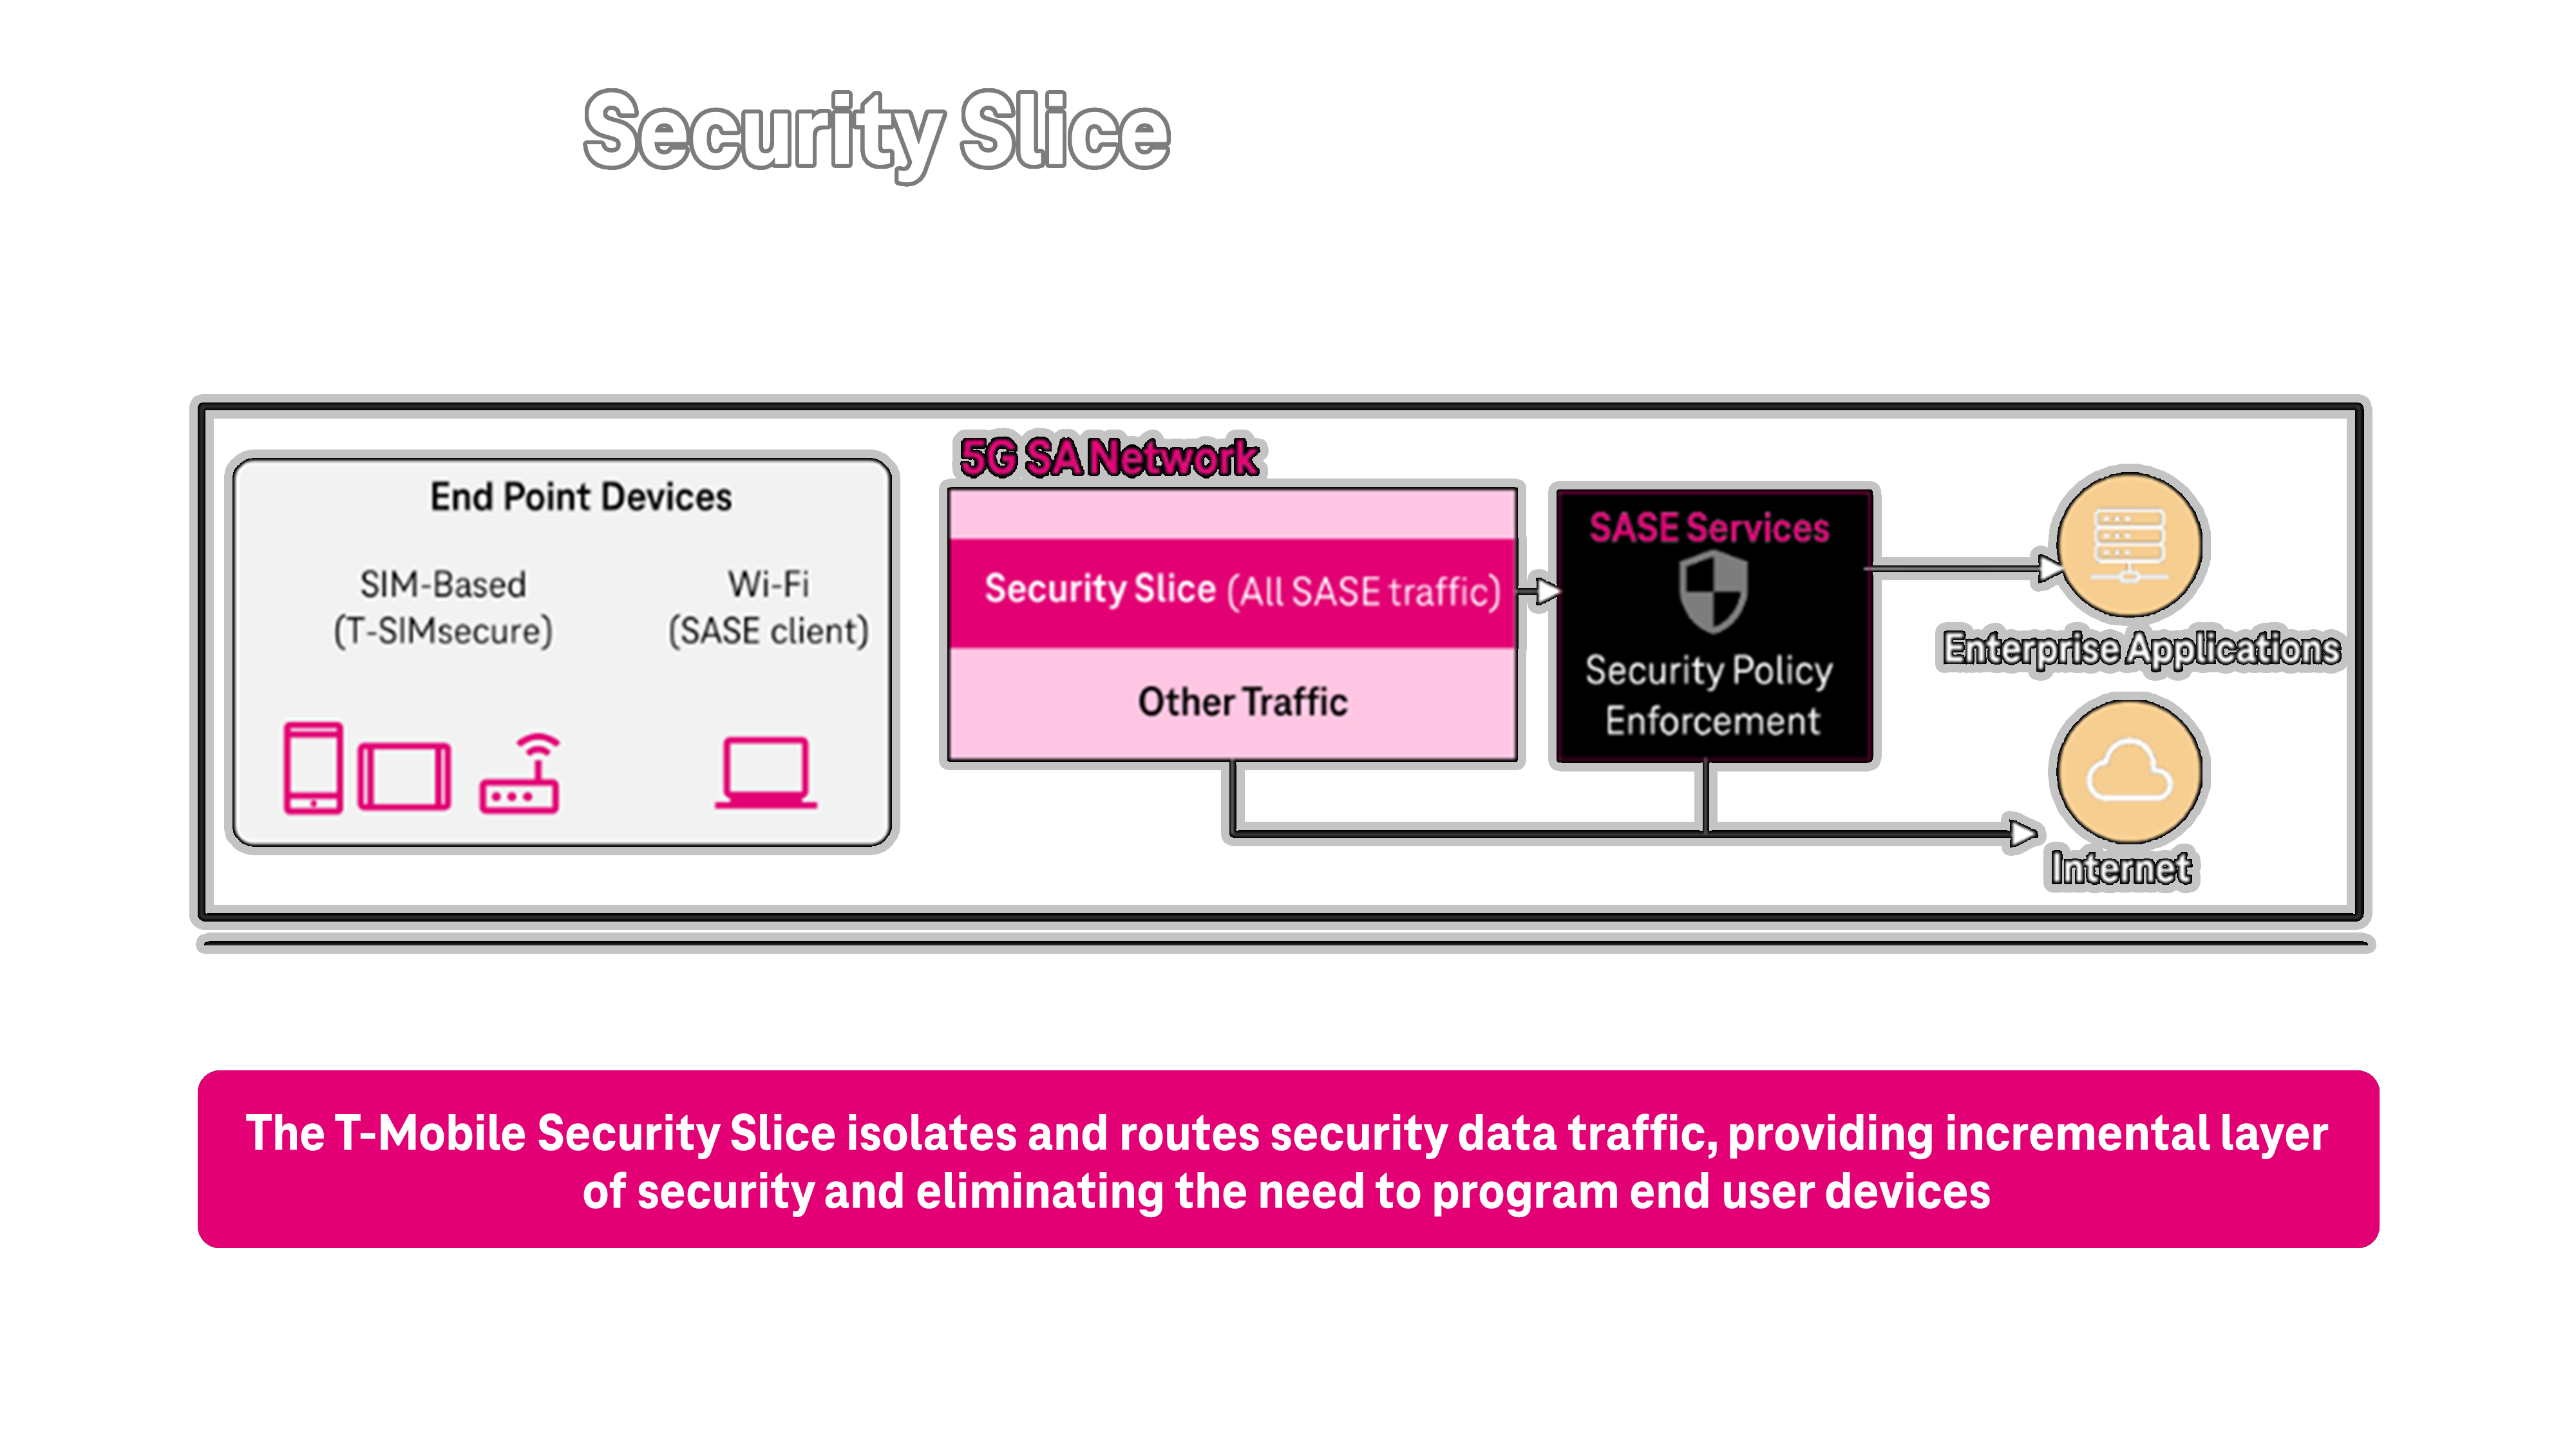 Security Slice
End Point Devices
SIM-Based
(T-SIMsecure)
Wi-Fi
(SASE client)
5G SA Network
Security Slice (All SASE traffic)
Other Traffic
SASE Services
Security Policy
Enforcement
Enterprise Applications
Internet
The T-Mobile Security Slice isolates and routes security data traffic, providing incremental layer
of security and eliminating the need to program end user devices